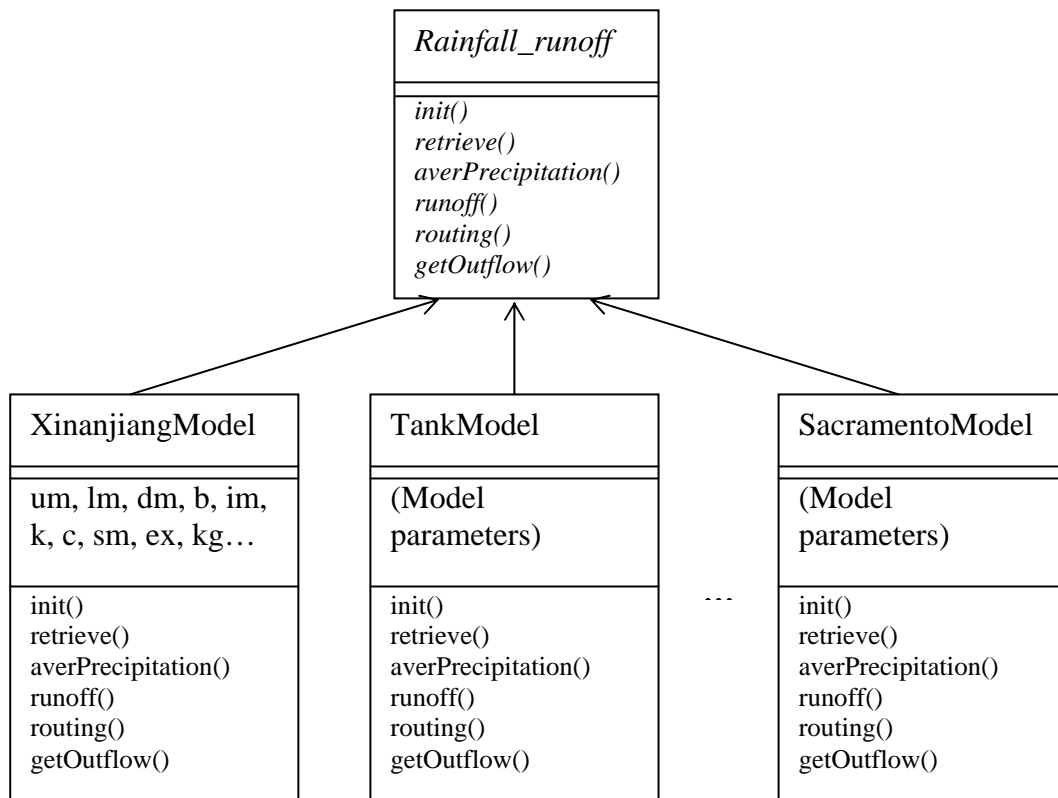 Rainfall_runoff
init()
retrieve()
averPrecipitation()
runoff()
routing()
getOutflow()
XinanjiangModel
um, lm, dm, b, im,
k, c, sm, ex, kg…
init()
retrieve()
averPrecipitation()
runoff()
routing()
getOutflow()
TankModel
(Model
parameters)
init()
retrieve()
averPrecipitation()
runoff()
routing()
getOutflow()
…
SacramentoModel
(Model
parameters)
init()
retrieve()
averPrecipitation()
runoff()
routing()
getOutflow()